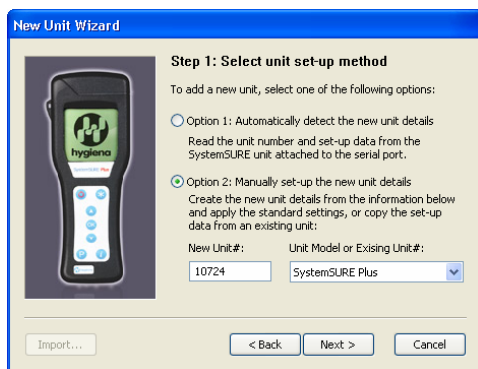 New Unit Wizard
Step 1: Select unit set-up method
To add a new unit, select one of the following options:
Option 1: Automatically detect the new unit details
Read the unit number and set-up data from the
SystemSURE unit attached to the serial port.
Option 2: Manually set-up the new unit details
Create the new unit details from the information below
and apply the standard settings, or copy the set-up
data from an existing unit:
New Unit#: Unit Model or Exising Unit#:
10724 SystemSURE Plus
hygiena
SystemSURE Plus
Import... < Back Next > Cancel